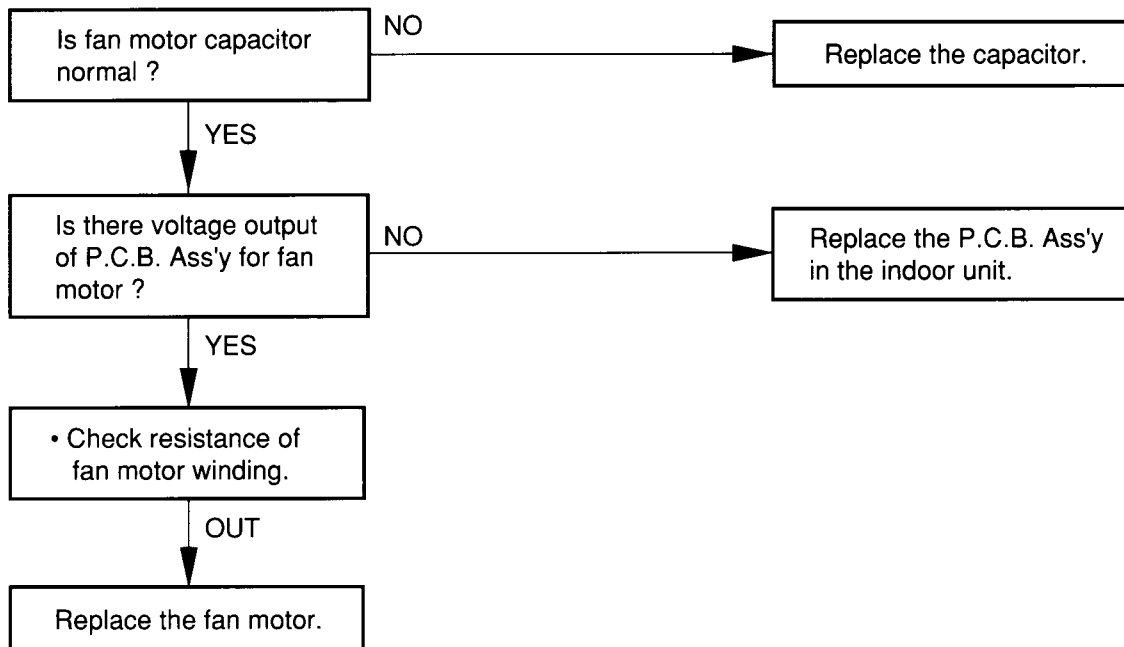 Is fan motor capacitor
normal ?
NO
Replace the capacitor.
YES
Is there voltage output
of P.C.B. Ass'y for fan
motor ?
NO
Replace the P.C.B. Ass'y
in the indoor unit.
YES
• Check resistance of
fan motor winding.
OUT
Replace the fan motor.